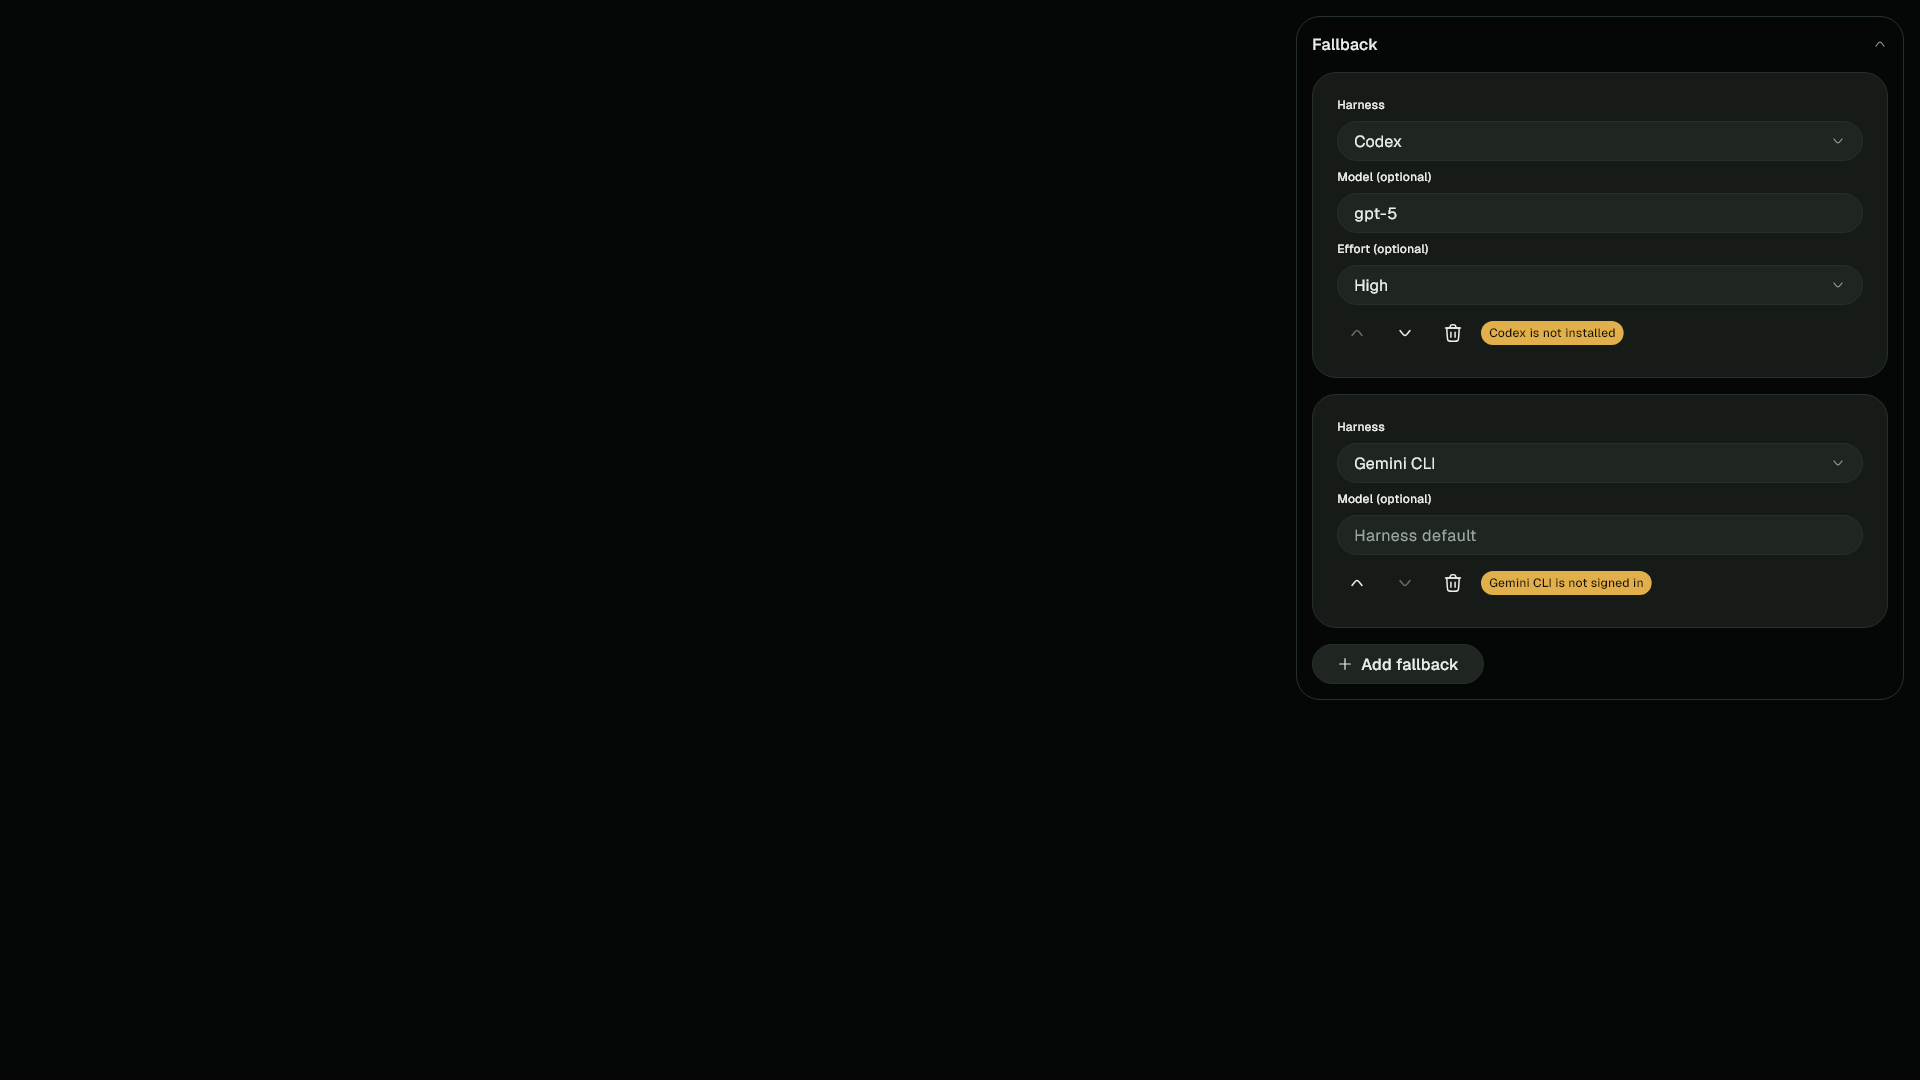 Fallback
Harness
Codex
Model (optional)
gpt-5
Effort (optional)
High
Codex is not installed
Harness
Gemini CLI
Model (optional)
Harness default
Gemini CLI is not signed in
Add fallback